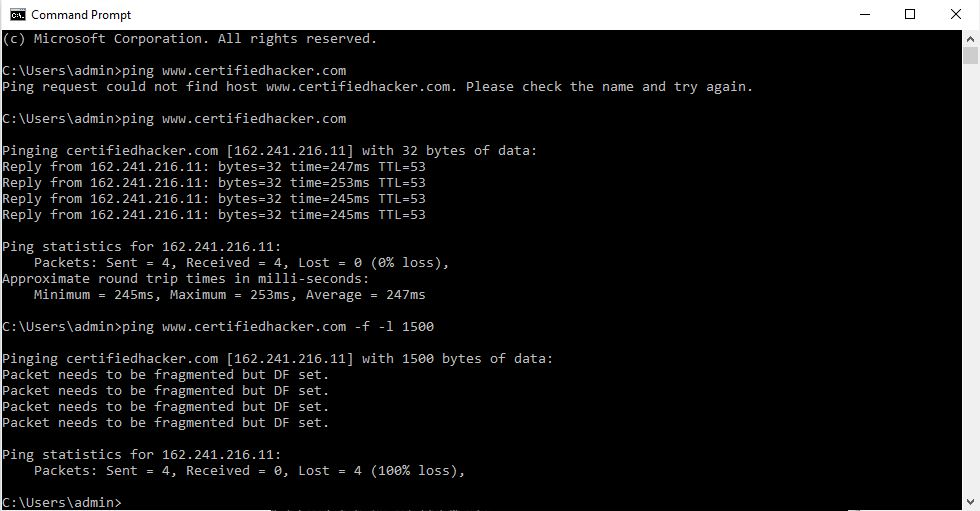 Command Prompt
(c) Microsoft Corporation. All rights reserved.
C:\Users\admin>ping www.certifiedhacker.com
Ping request could not find host www.certifiedhacker.com. Please check the name and try again.
C:\Users\admin>ping www.certifiedhacker.com
Pinging certifiedhacker.com [162.241.216.11] with 32 bytes of data:
Reply from 162.241.216.11: bytes=32 time=247ms TTL=53
Reply from 162.241.216.11: bytes=32 time=253ms TTL=53
Reply from 162.241.216.11: bytes=32 time=245ms TTL=53
Reply from 162.241.216.11: bytes=32 time=245ms TTL=53
Ping statistics for 162.241.216.11:
    Packets: Sent = 4, Received = 4, Lost = 0 (0% loss),
Approximate round trip times in milli-seconds:
    Minimum = 245ms, Maximum = 253ms, Average = 247ms
C:\Users\admin>ping www.certifiedhacker.com -f -l 1500
Pinging certifiedhacker.com [162.241.216.11] with 1500 bytes of data:
Packet needs to be fragmented but DF set.
Packet needs to be fragmented but DF set.
Packet needs to be fragmented but DF set.
Packet needs to be fragmented but DF set.
Ping statistics for 162.241.216.11:
    Packets: Sent = 4, Received = 0, Lost = 4 (100% loss),
C:\Users\admin>